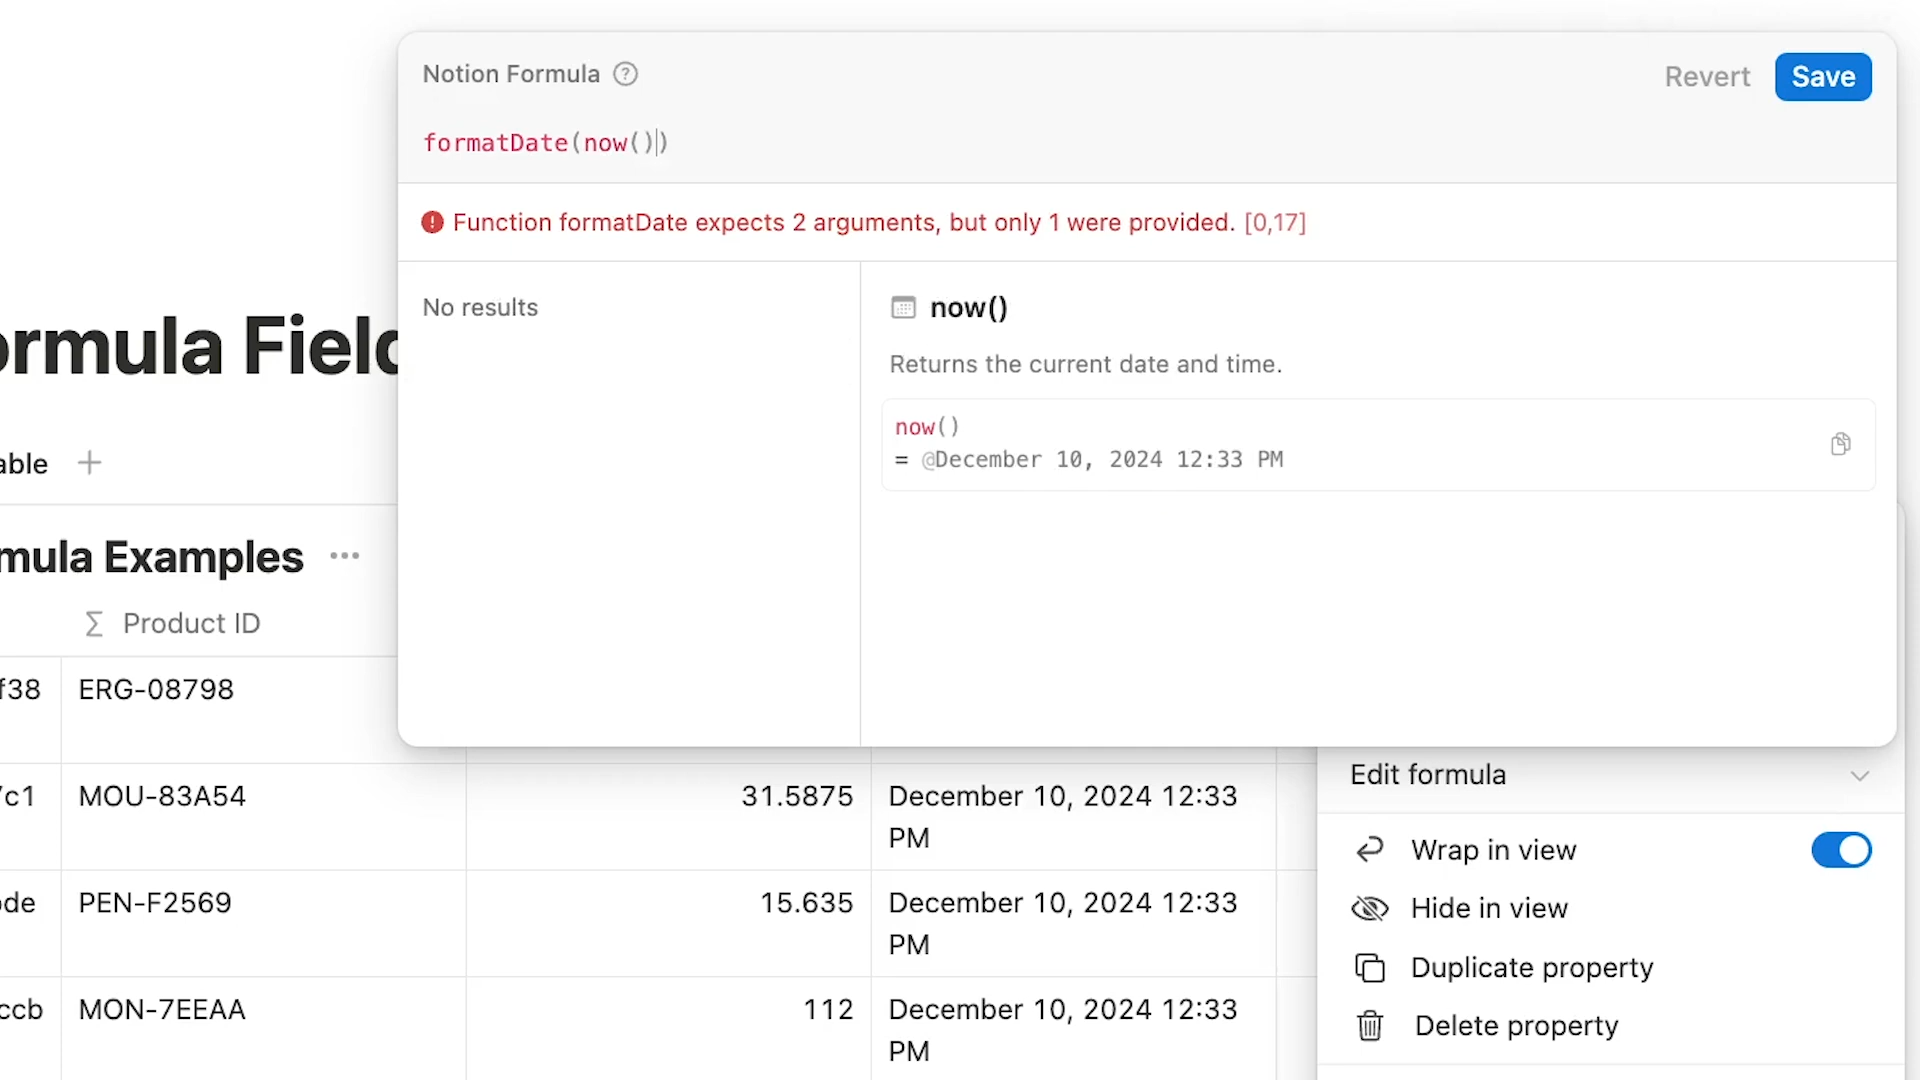 Notion Formula ?
Revert
Save
formatDate(now())
Function formatDate expects 2 arguments, but only 1 were provided. [0,17]
No results
now()
Returns the current date and time.
now()
= @December 10, 2024 12:33 PM
ormula Field
able +
mula Examples ...
Σ Product ID
f38 ERG-08798
7c1 MOU-83A54 31.5875 December 10, 2024 12:33
PM
de PEN-F2569 15.635 December 10, 2024 12:33
PM
ccb MON-7EEAA 112 December 10, 2024 12:33
PM
Edit formula
Wrap in view
Hide in view
Duplicate property
Delete property